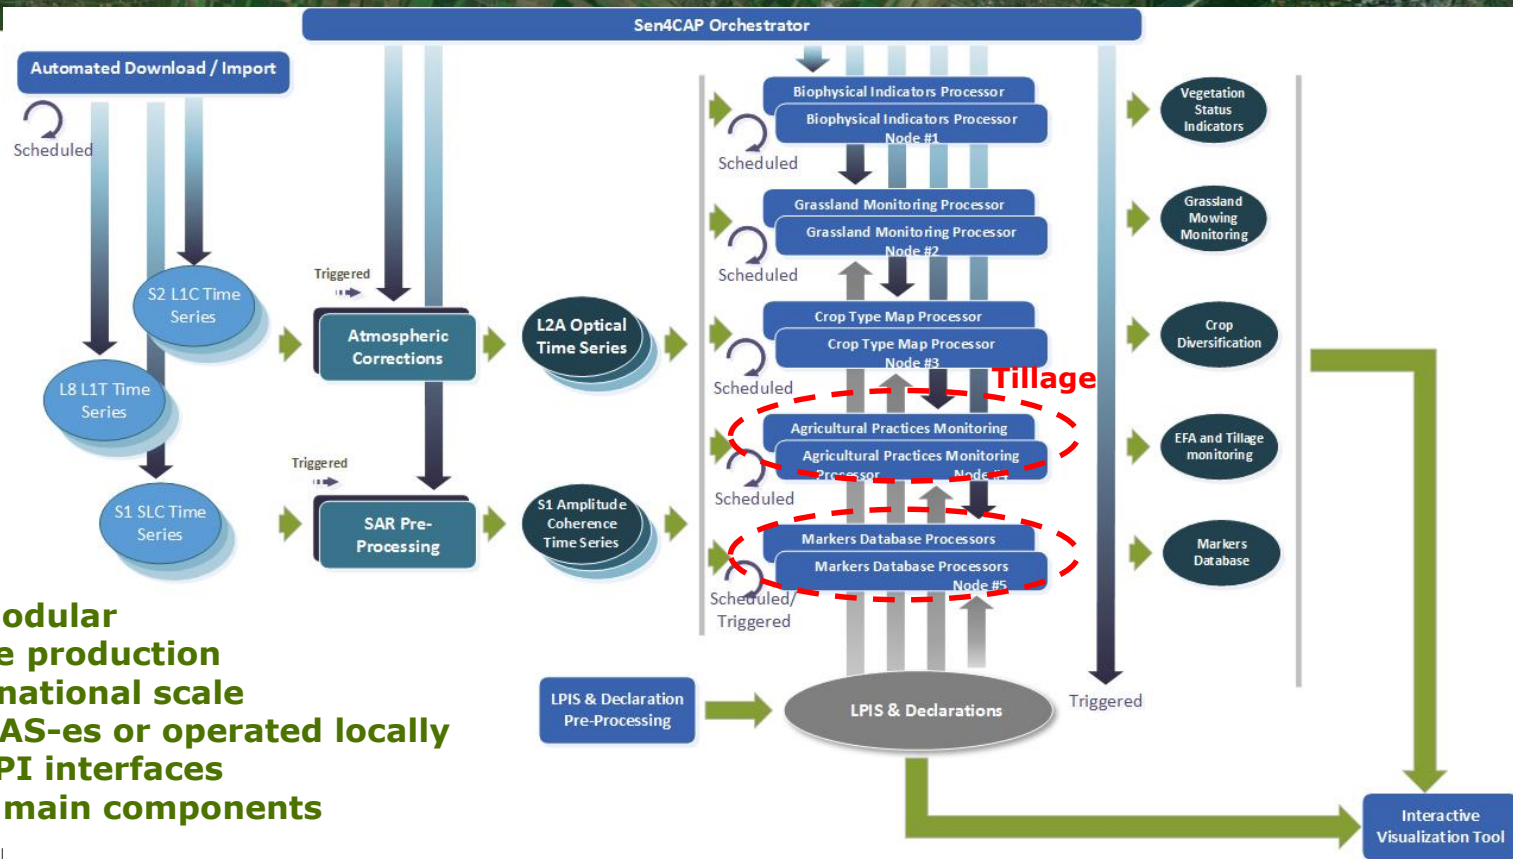 Sen4CAP Orchestrator
Automated Download / Import
Scheduled
S2 L1C Time
Series
L8 L1T Time
Series
S1 SLC Time
Series
Triggered
Atmospheric
Corrections
Triggered
SAR Pre-
Processing
L2A Optical
Time Series
S1 Amplitude
Coherence
Time Series
Biophysical Indicators Processor
Biophysical Indicators Processor
Node #1
Scheduled
Grassland Monitoring Processor
Grassland Monitoring Processor
Node #2
Scheduled
Crop Type Map Processor
Crop Type Map Processor
Node #3
Scheduled
Tillage
Agricultural Practices Monitoring
Agricultural Practices Monitoring
Processor Node #4
Scheduled
Markers Database Processors
Markers Database Processors
Node #5
Scheduled/
Triggered
Vegetation
Status
Indicators
Grassland
Mowing
Monitoring
Crop
Diversification
EFA and Tillage
monitoring
Markers
Database
Triggered
LPIS & Declaration
Pre-Processing
LPIS & Declarations
Interactive
Visualization Tool
odular
e production
national scale
AS-es or operated locally
PI interfaces
main components